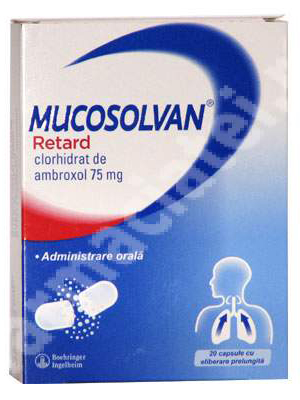 MUCOSOLVAN®
Retard
clorhidrat de
ambroxol 75 mg
• Administrare orală
20 capsule cu
eliberare prelungită
Boehringer
Ingelheim